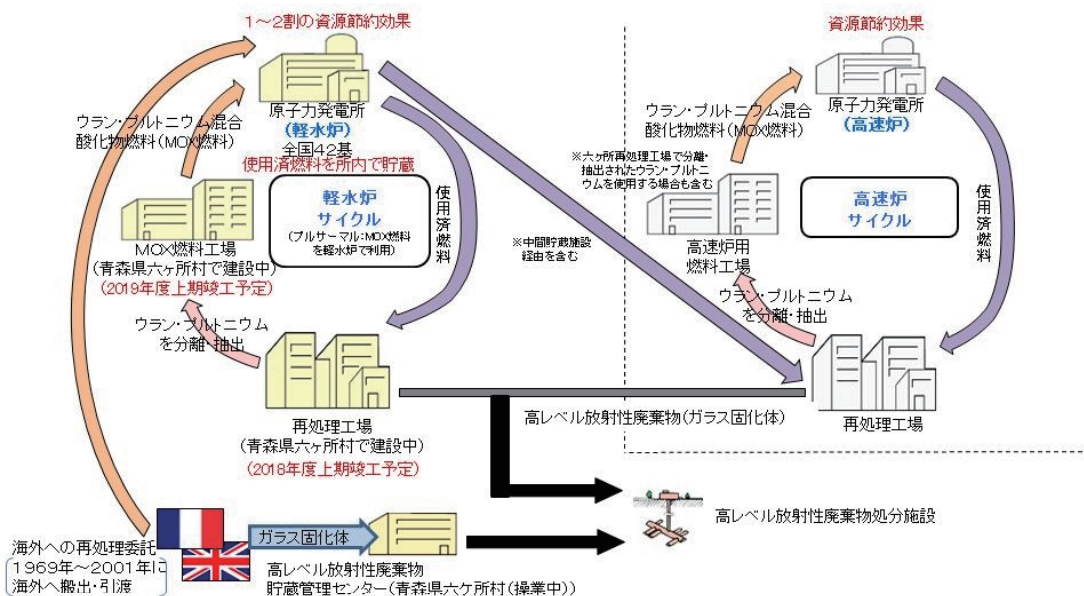 1～2割の資源節約効果
原子力発電所
(軽水炉)
全国42基
使用済燃料を所内で貯蔵
ウラン・プルトニウム混合
酸化物燃料(MOX燃料)
軽水炉
サイクル
(プルサーマル:MOX燃料
を軽水炉で利用)
使用済燃料
MOX燃料工場
(青森県六ヶ所村で建設中)
(2019年度上期竣工予定)
ウラン・プルトニウム
を分離・抽出
再処理工場
(青森県六ヶ所村で建設中)
(2018年度上期竣工予定)
※中間貯蔵施設
経由を含む
資源節約効果
原子力発電所
(高速炉)
ウラン・プルトニウム混合
酸化物燃料(MOX燃料)
※六ヶ所再処理工場で分離・
抽出されたウラン・プルトニ
ウムを使用する場合も含む
高速炉
サイクル
使用済燃料
高速炉用
燃料工場
ウラン・プルトニウム
を分離・抽出
再処理工場
高レベル放射性廃棄物(ガラス固化体)
高レベル放射性廃棄物処分施設
海外への再処理委託
1969年～2001年に
海外へ搬出・引渡
ガラス固化体
高レベル放射性廃棄物
貯蔵管理センター(青森県六ケ所村(操業中))